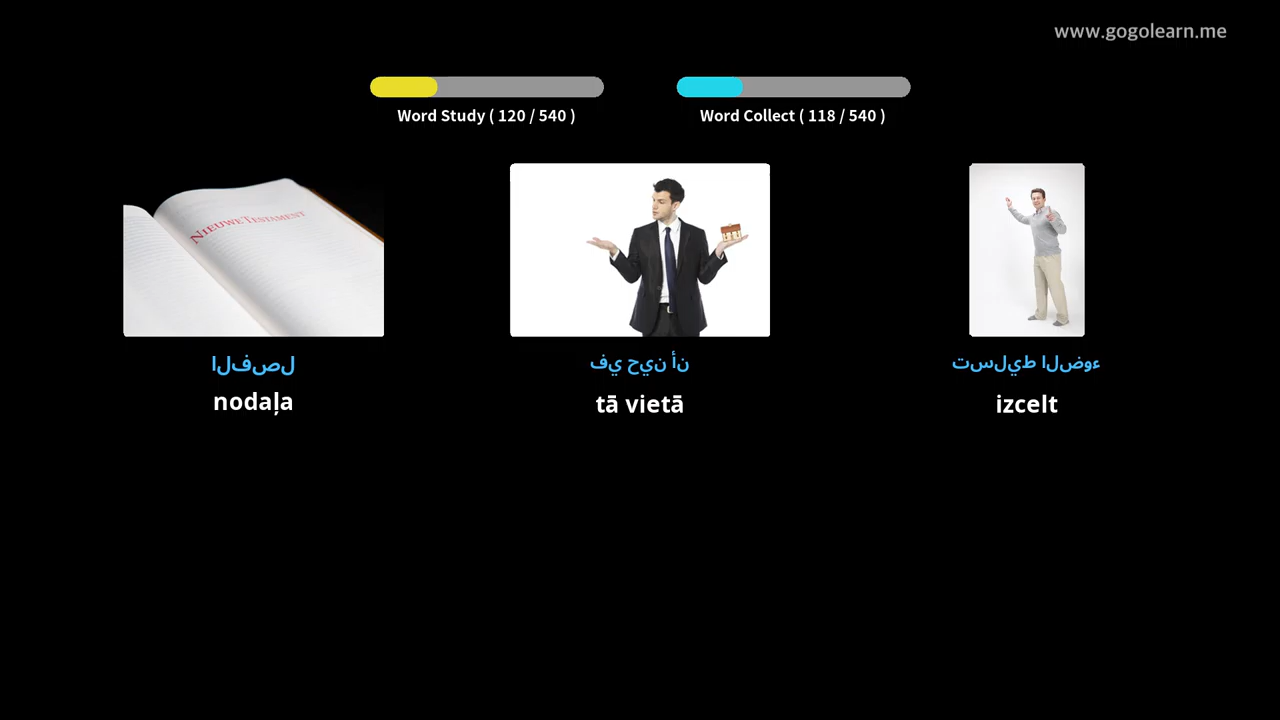 www.gogolearn.me
Word Study ( 120 / 540 )
Word Collect ( 118 / 540 )
الفصل
nodaļa
في حين أن
tā vietā
تسليط الضوء
izcelt
NIEUWE TESTAMENT